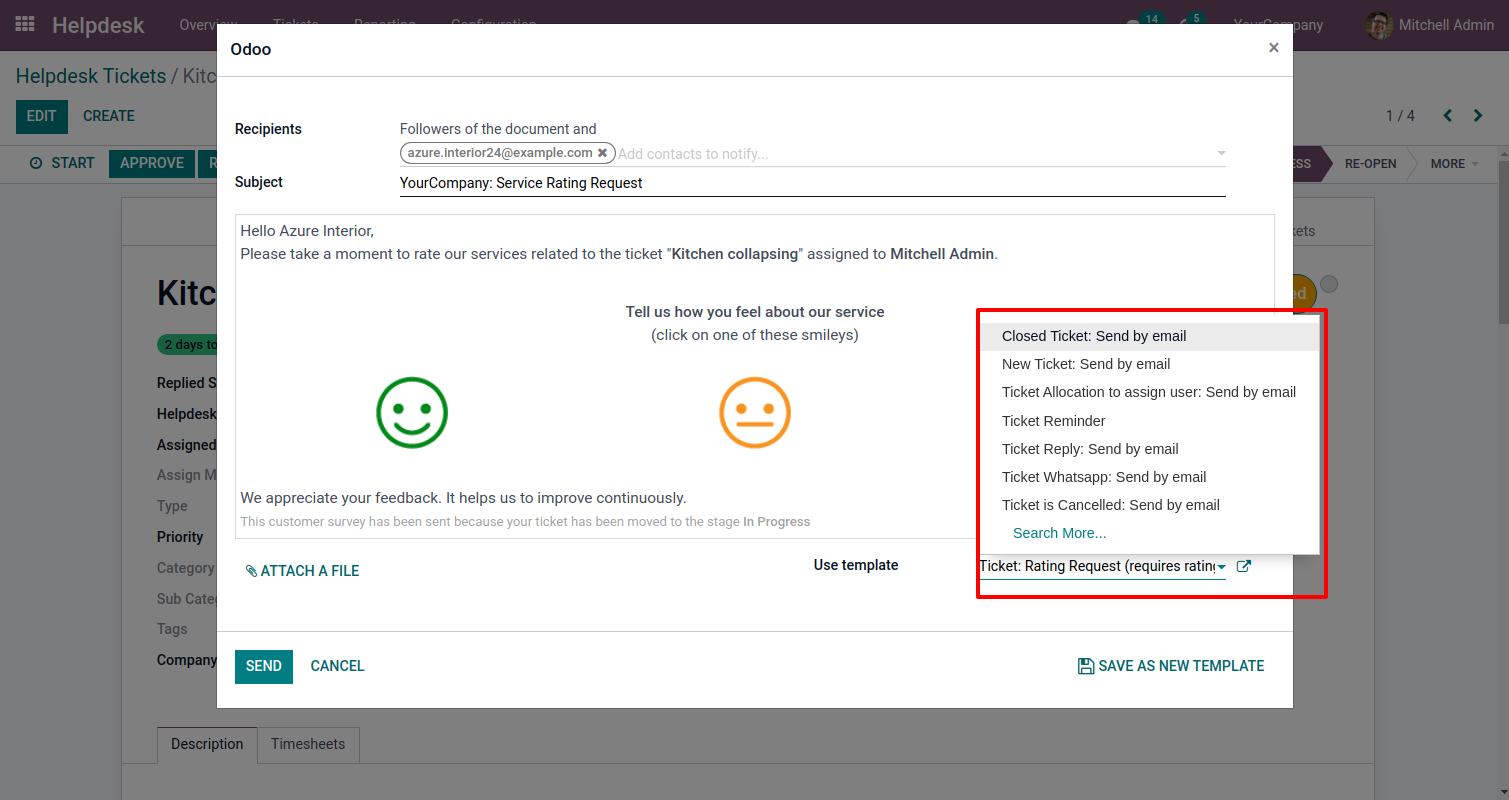 Helpdesk
Tickets
Reporting
Configuration
14
5
YourCompany
Mitchell Admin
Odoo
×
Helpdesk Tickets / Kitc
EDIT
CREATE
1 / 4
Recipients
Followers of the document and
azure.interior24@example.com
Add contacts to notify...
START
APPROVE
R
RE-OPEN
MORE
Subject
YourCompany: Service Rating Request
Hello Azure Interior,
Please take a moment to rate our services related to the ticket "Kitchen collapsing" assigned to Mitchell Admin.
Kitc
Tell us how you feel about our service
(click on one of these smileys)
2 days to
Closed Ticket: Send by email
New Ticket: Send by email
Ticket Allocation to assign user: Send by email
Ticket Reminder
Ticket Reply: Send by email
Ticket Whatsapp: Send by email
Ticket is Cancelled: Send by email
Search More...
Replied S
Helpdesk
Assigned
Assign M
Type
Priority
Category
Sub Cate
Tags
Company
We appreciate your feedback. It helps us to improve continuously.
This customer survey has been sent because your ticket has been moved to the stage In Progress
ATTACH A FILE
Use template
Ticket: Rating Request (requires rating
SEND
CANCEL
SAVE AS NEW TEMPLATE
Description
Timesheets